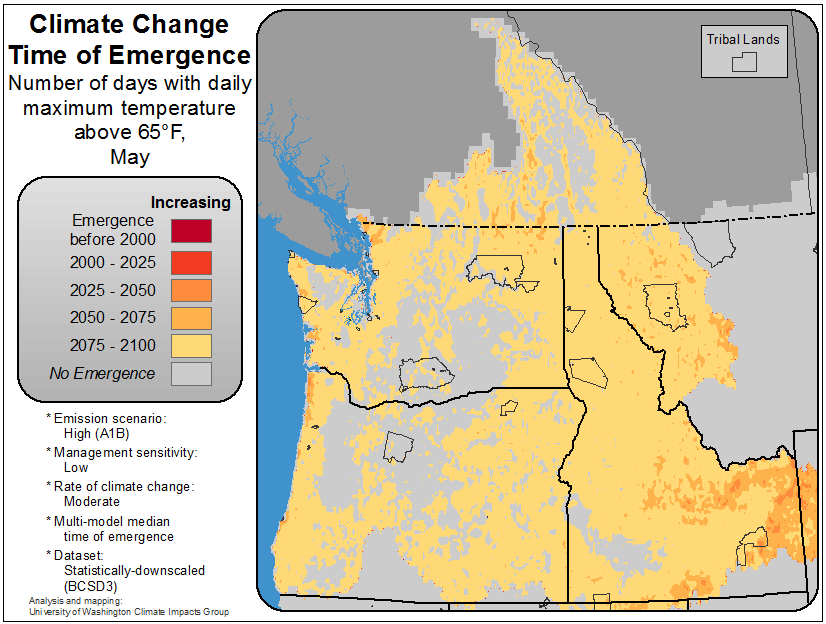 Climate Change
Time of Emergence
Number of days with daily
maximum temperature
above 65°F,
May
Increasing
Emergence
before 2000
2000 - 2025
2025 - 2050
2050 - 2075
2075 - 2100
No Emergence
* Emission scenario:
High (A1B)
* Management sensitivity:
Low
* Rate of climate change:
Moderate
* Multi-model median
time of emergence
* Dataset:
Statistically-downscaled
(BCSD3)
Analysis and mapping:
University of Washington Climate Impacts Group
Tribal Lands